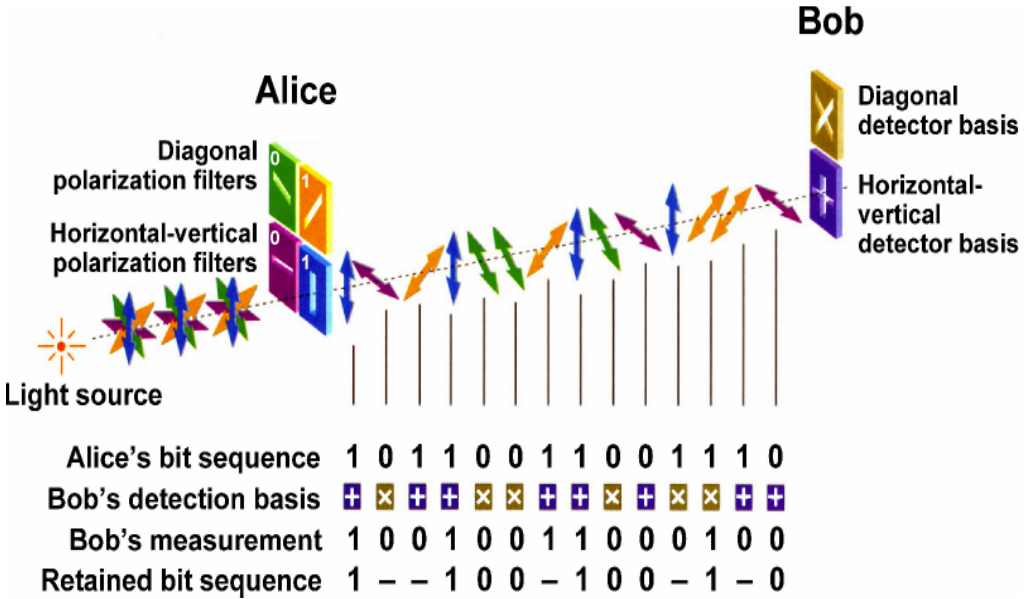 Bob
Alice
Diagonal
detector basis
Diagonal
polarization filters
0
1
Horizontal-
vertical
detector basis
Horizontal-vertical
polarization filters
0
1
Light source
Alice's bit sequence 1 0 1 1 0 0 1 1 0 0 1 1 1 0
Bob's detection basis + × + + × × + + × + × × + +
Bob's measurement 1 0 0 1 0 0 1 1 0 0 0 1 0 0
Retained bit sequence 1 – – 1 0 0 – 1 0 0 – 1 – 0